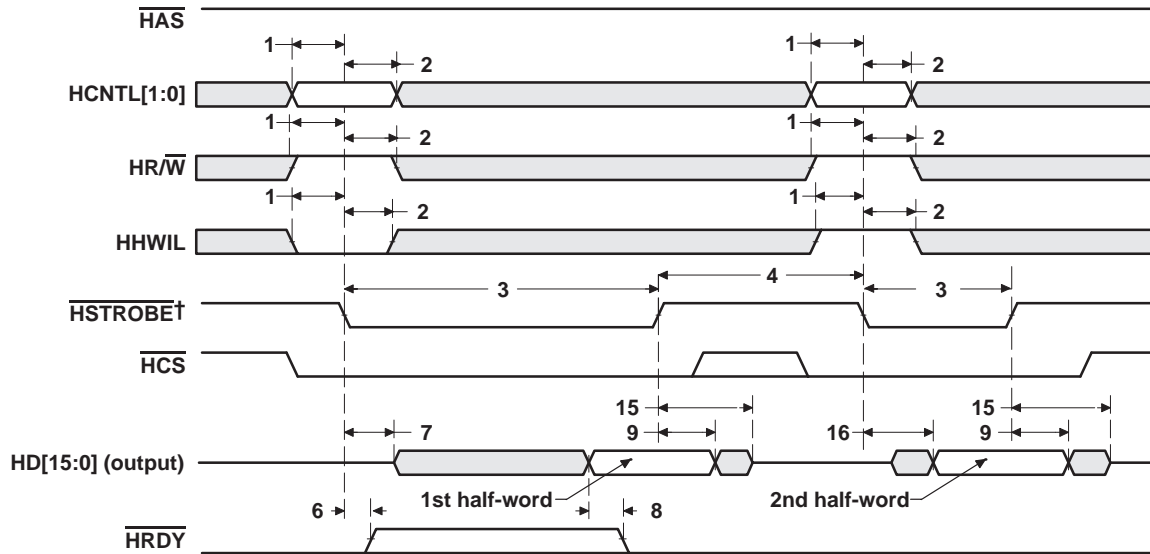 HAS
1
2
1
2
HCNTL[1:0]
1
2
1
2
HR/W
1
2
1
2
HHWIL
3
4
3
HSTROBE†
HCS
15
15
7
9
16
9
HD[15:0] (output)
1st half-word
2nd half-word
6
8
HRDY